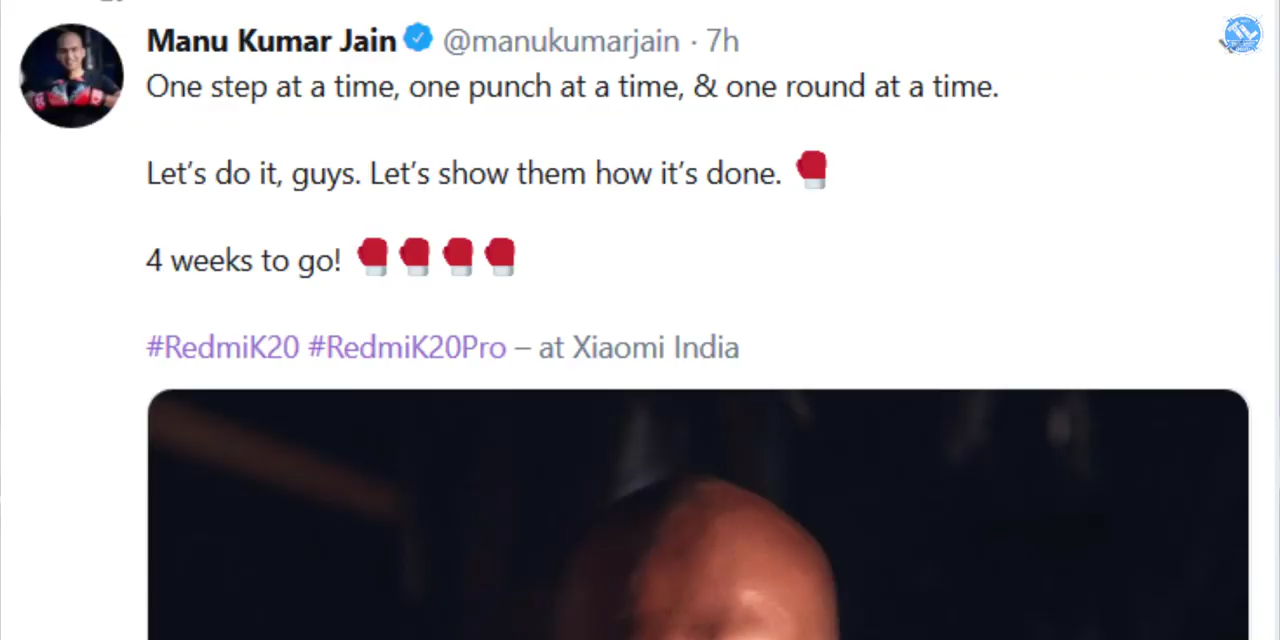 Manu Kumar Jain @manukumarjain · 7h
One step at a time, one punch at a time, & one round at a time.
Let’s do it, guys. Let’s show them how it’s done. 🥊
4 weeks to go! 🥊🥊🥊🥊
#RedmiK20 #RedmiK20Pro – at Xiaomi India